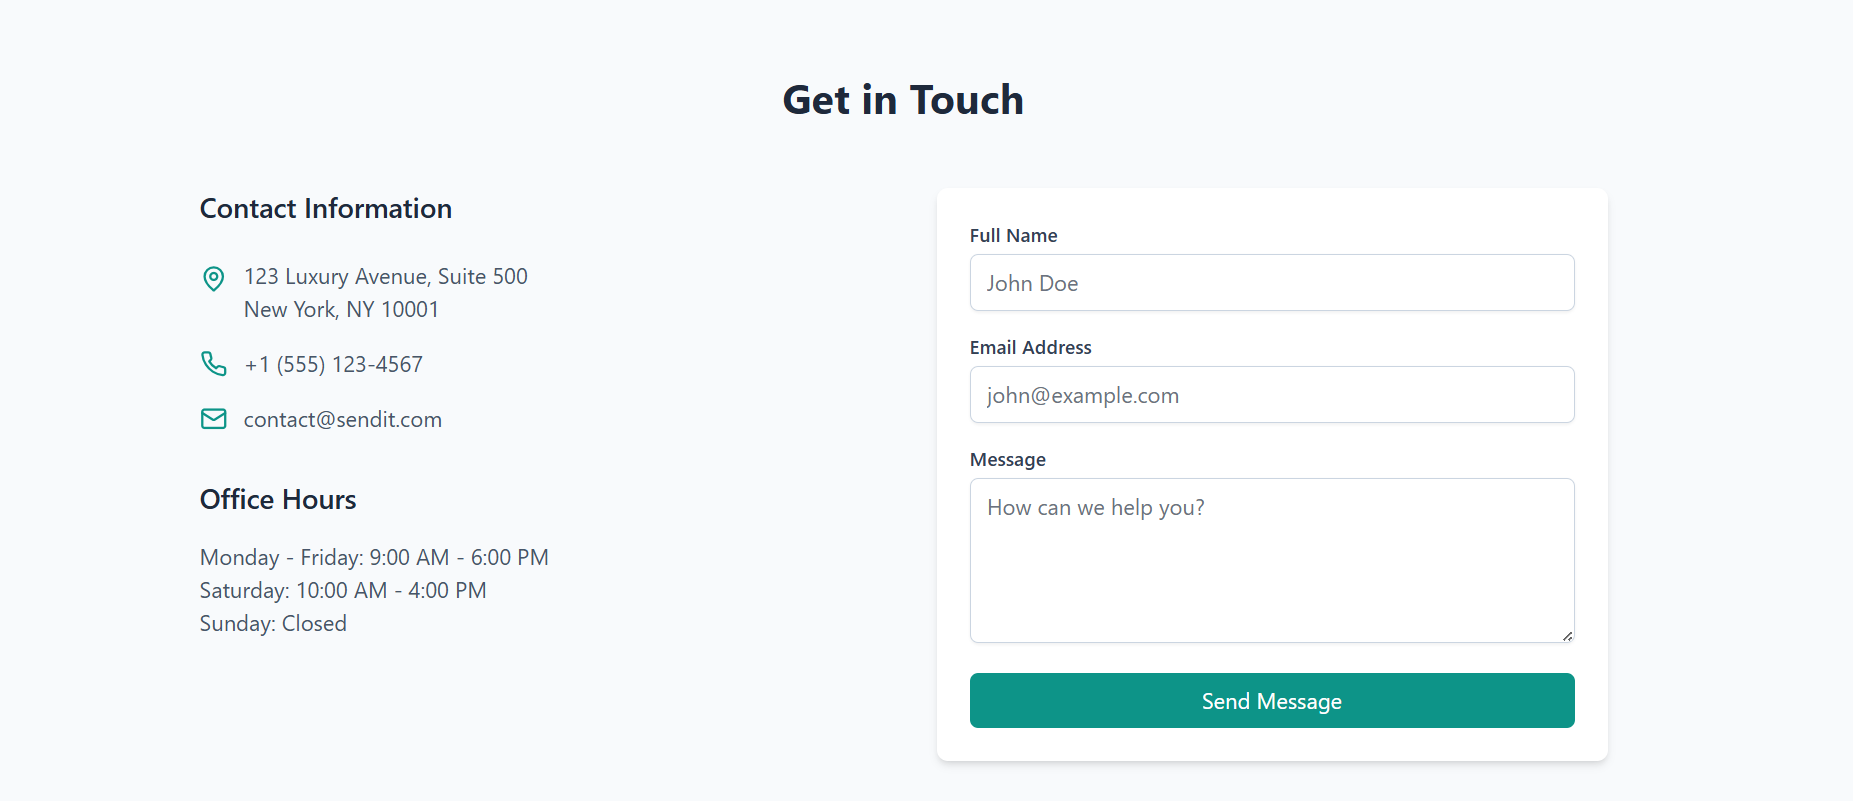 Get in Touch
Contact Information
123 Luxury Avenue, Suite 500
New York, NY 10001
+1 (555) 123-4567
contact@sendit.com
Office Hours
Monday - Friday: 9:00 AM - 6:00 PM
Saturday: 10:00 AM - 4:00 PM
Sunday: Closed
Full Name
John Doe
Email Address
john@example.com
Message
How can we help you?
Send Message